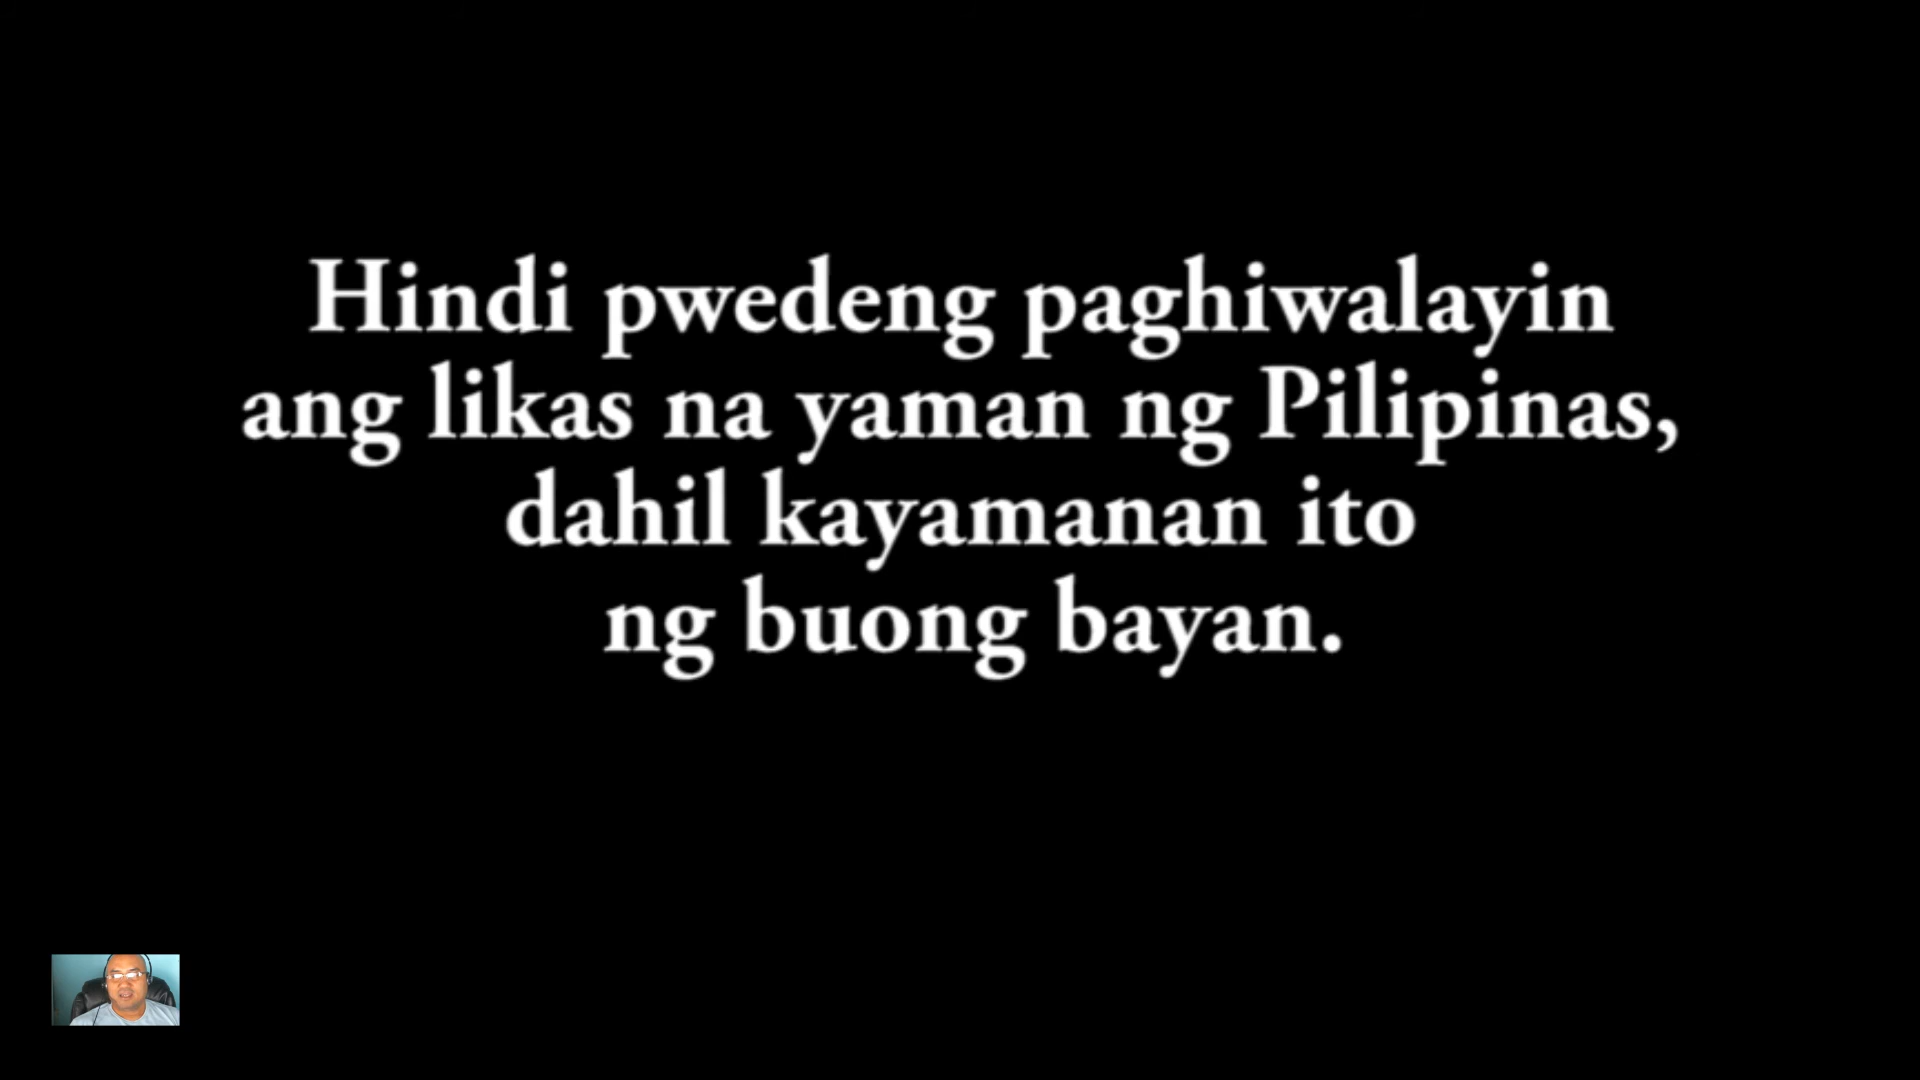 Hindi pwedeng paghiwalayin
ang likas na yaman ng Pilipinas,
dahil kayamanan ito
ng buong bayan.